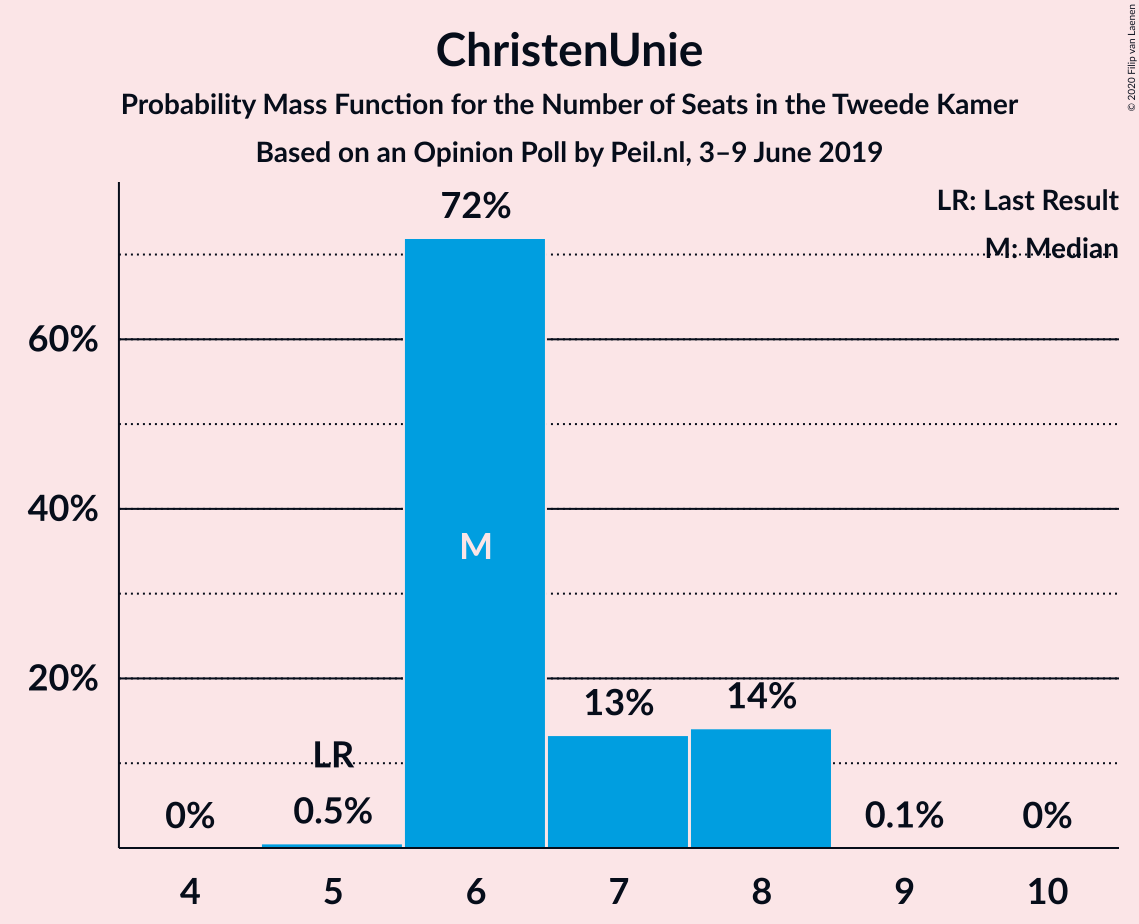 ChristenUnie
Probability Mass Function for the Number of Seats in the Tweede Kamer
Based on an Opinion Poll by Peil.nl, 3–9 June 2019
© 2020 Filip van Laenen
LR: Last Result
M: Median
72%
60%
40%
M
20%
13%
14%
LR
0%
0.5%
0.1%
0%
4 5 6 7 8 9 10